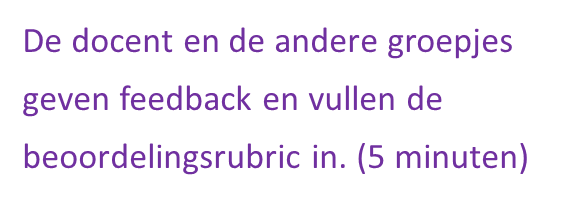 De docent en de andere groepjes
geven feedback en vullen de
beoordelingsrubric in. (5 minuten)